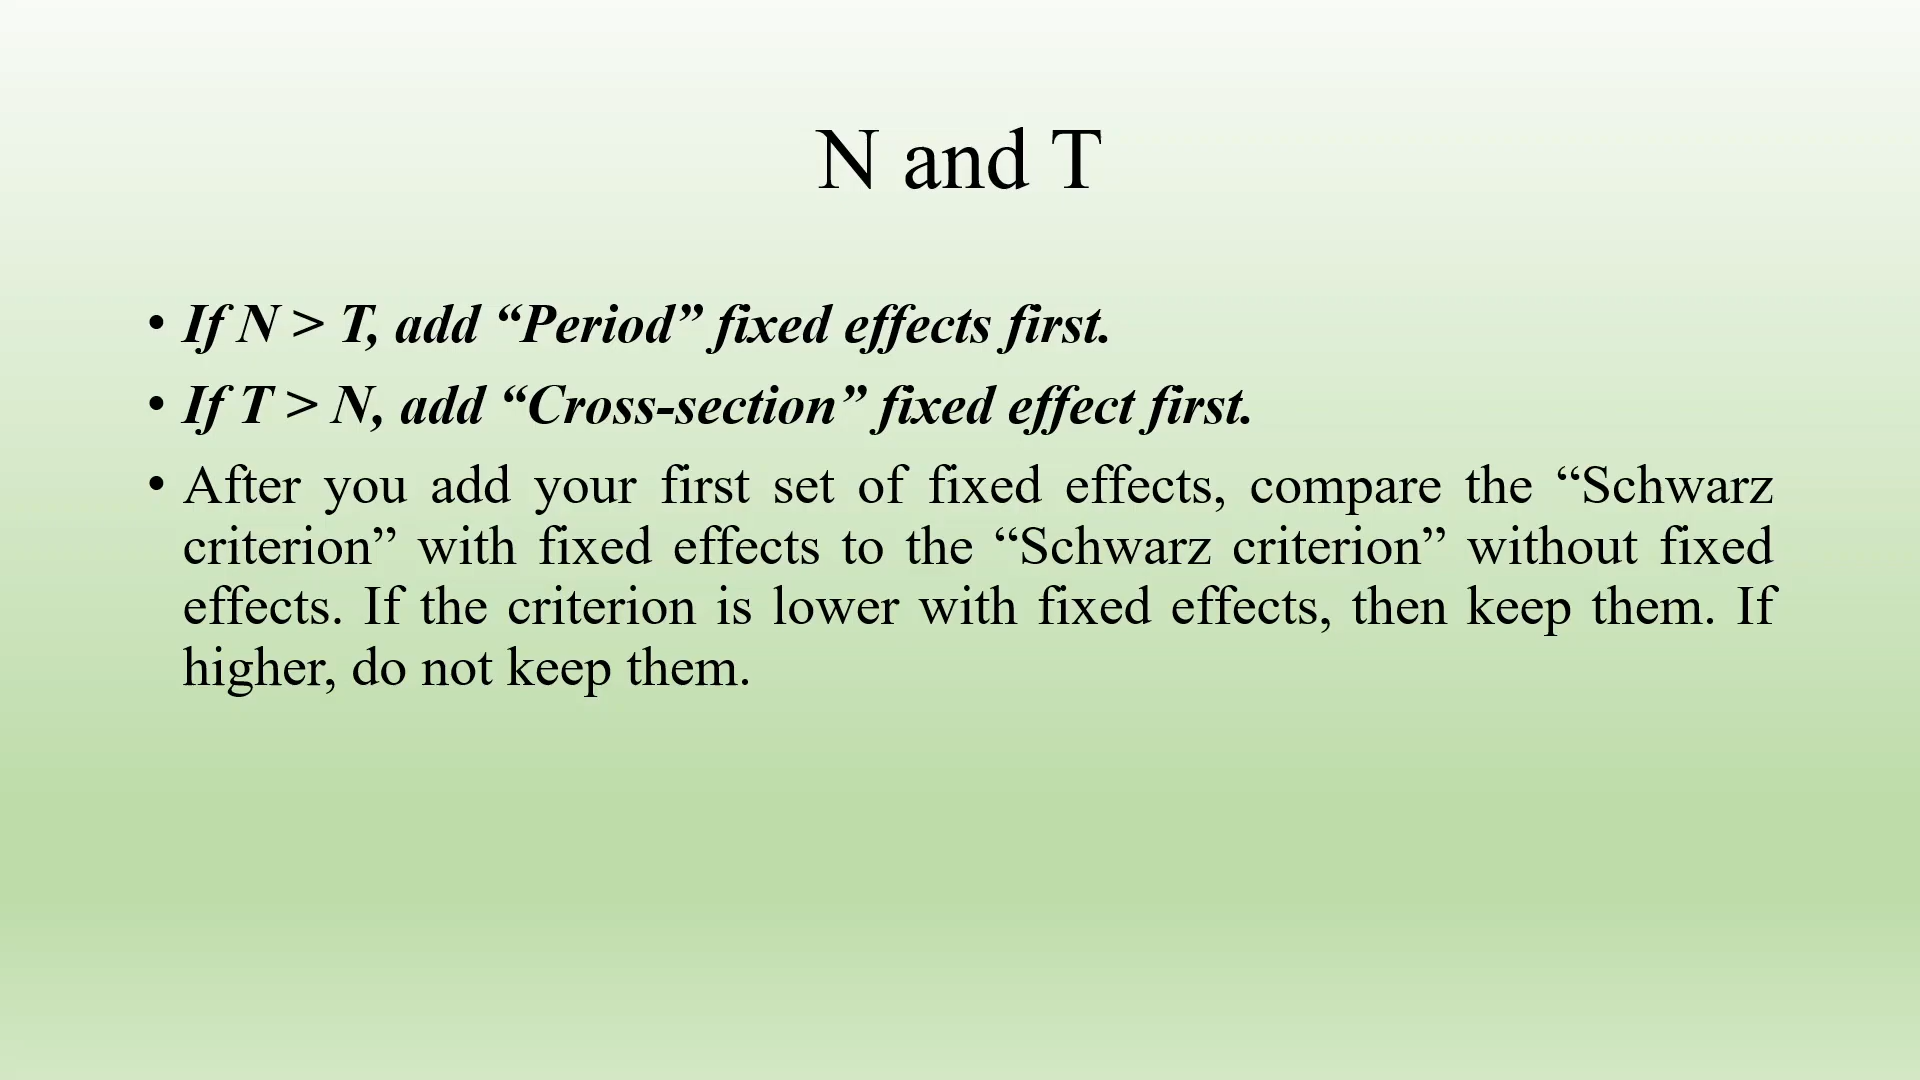 N and T
• If N > T, add “Period” fixed effects first.
• If T > N, add “Cross-section” fixed effect first.
• After you add your first set of fixed effects, compare the “Schwarz
criterion” with fixed effects to the “Schwarz criterion” without fixed
effects. If the criterion is lower with fixed effects, then keep them. If
higher, do not keep them.